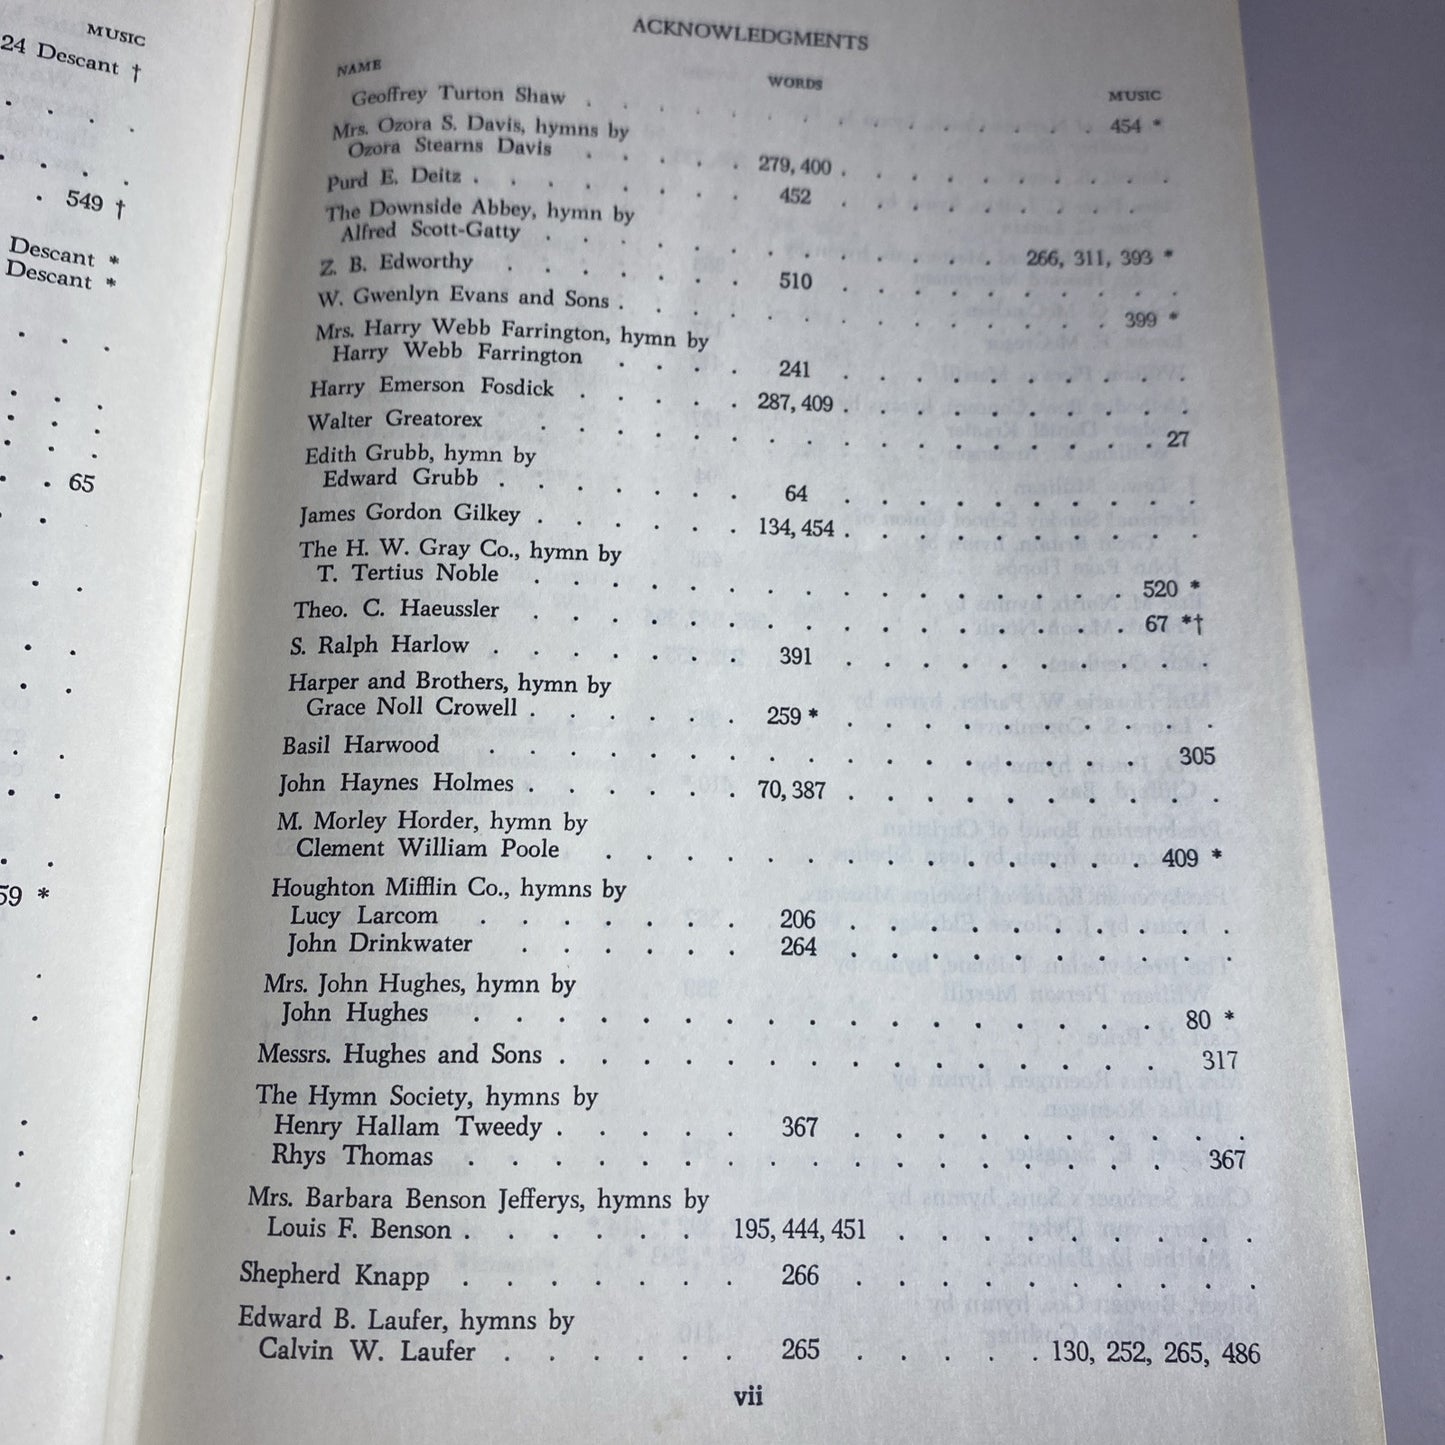 MUSIC
24 Descant †
549 †
Descant *
Descant *
65
59 *
ACKNOWLEDGMENTS
NAME WORDS MUSIC
Geoffrey Turton Shaw . . . . . . . . . . . . . . . 454 *
Mrs. Ozora S. Davis, hymns by
Ozora Stearns Davis . . . . . 279, 400 . . . . . . . . . .
Purd E. Deitz . . . . . . . . 452 . . . . . . . . . .
The Downside Abbey, hymn by
Alfred Scott-Gatty . . . . . . . . . . . . 266, 311, 393 *
Z. B. Edworthy . . . . . . . 510 . . . . . . . . . .
W. Gwenlyn Evans and Sons . . . . . . . . . . . . . . 399 *
Mrs. Harry Webb Farrington, hymn by
Harry Webb Farrington . . . . 241 . . . . . . . . . .
Harry Emerson Fosdick . . . . . 287, 409 . . . . . . . . . .
Walter Greatorex . . . . . . . . . . . . . . . . . 27
Edith Grubb, hymn by
Edward Grubb . . . . . . . 64 . . . . . . . . . .
James Gordon Gilkey . . . . . . 134, 454 . . . . . . . . . .
The H. W. Gray Co., hymn by
T. Tertius Noble . . . . . . . . . . . . . . . . 520 *
Theo. C. Haeussler . . . . . . . . . . . . . . . . 67 *†
S. Ralph Harlow . . . . . . . 391 . . . . . . . . . .
Harper and Brothers, hymn by
Grace Noll Crowell . . . . . . 259 * . . . . . . . . . .
Basil Harwood . . . . . . . . . . . . . . . . . . 305
John Haynes Holmes . . . . . . 70, 387 . . . . . . . . . .
M. Morley Horder, hymn by
Clement William Poole . . . . . . . . . . . . . . 409 *
Houghton Mifflin Co., hymns by
Lucy Larcom . . . . . . . 206 . . . . . . . . . .
John Drinkwater . . . . . . 264 . . . . . . . . . .
Mrs. John Hughes, hymn by
John Hughes . . . . . . . . . . . . . . . . . . 80 *
Messrs. Hughes and Sons . . . . . . . . . . . . . . . 317
The Hymn Society, hymns by
Henry Hallam Tweedy . . . . . 367 . . . . . . . . . .
Rhys Thomas . . . . . . . . . . . . . . . . . . 367
Mrs. Barbara Benson Jefferys, hymns by
Louis F. Benson . . . . . . . 195, 444, 451 . . . . . . . . .
Shepherd Knapp . . . . . . . 266 . . . . . . . . . .
Edward B. Laufer, hymns by
Calvin W. Laufer . . . . . . 265 . . . . . 130, 252, 265, 486
vii